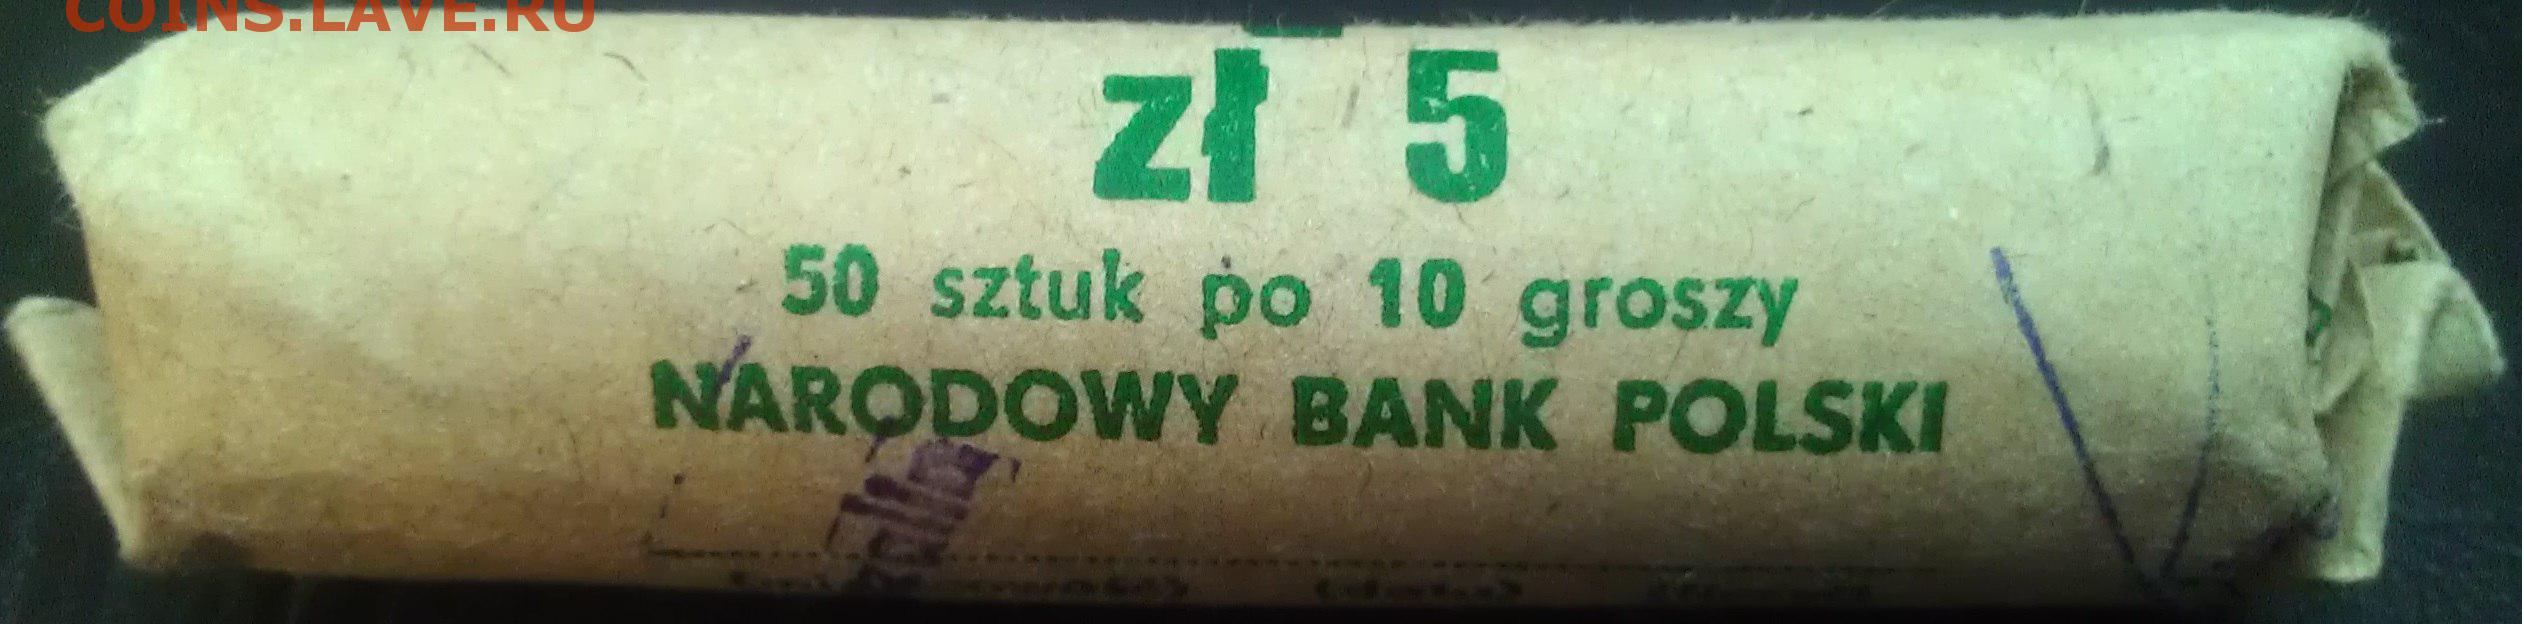 COINS.LAVE.RU
zł 5
50 sztuk po 10 groszy
NARODOWY BANK POLSKI